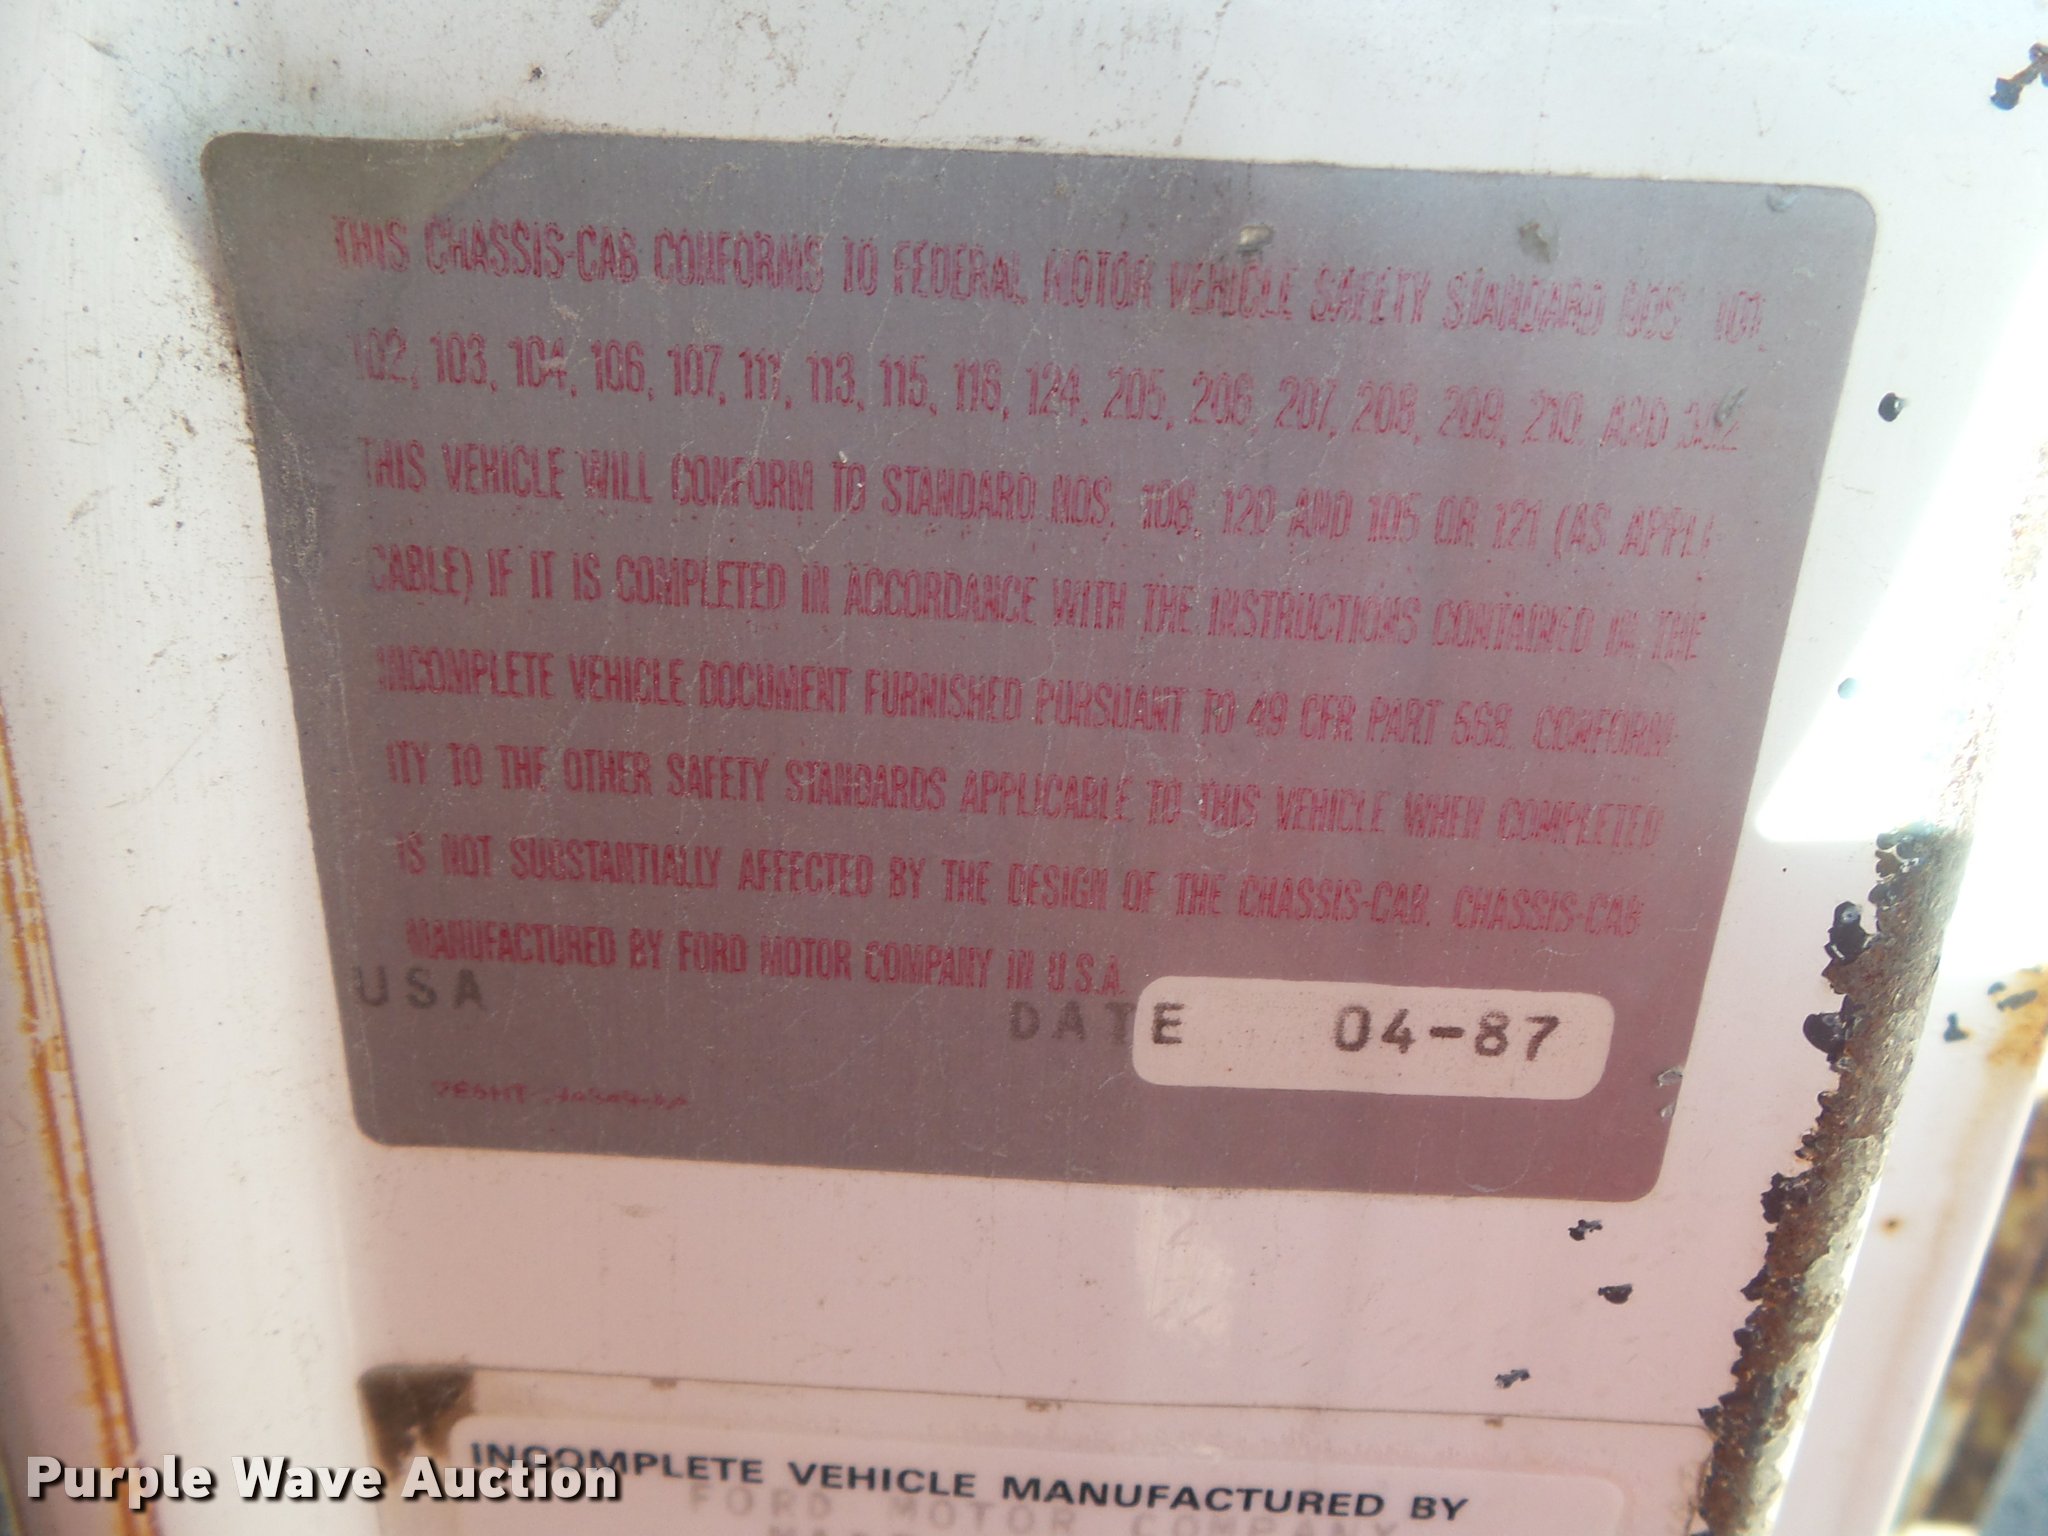 THIS CHASSIS-CAB CONFORMS TO FEDERAL MOTOR VEHICLE SAFETY STANDARD NOS. 101,
102, 103, 104, 106, 107, 111, 113, 115, 116, 124, 205, 206, 207, 208, 209, 210, AND 302
THIS VEHICLE WILL CONFORM TO STANDARD NOS. 108, 120 AND 105 OR 121 (AS APPLI
CABLE) IF IT IS COMPLETED IN ACCORDANCE WITH THE INSTRUCTIONS CONTAINED IN THE
INCOMPLETE VEHICLE DOCUMENT FURNISHED PURSUANT TO 49 CFR PART 568. CONFORM-
ITY TO THE OTHER SAFETY STANDARDS APPLICABLE TO THIS VEHICLE WHEN COMPLETED
IS NOT SUBSTANTIALLY AFFECTED BY THE DESIGN OF THE CHASSIS-CAB. CHASSIS-CAB
MANUFACTURED BY FORD MOTOR COMPANY IN U.S.A.
USA DATE 04-87
INCOMPLETE VEHICLE MANUFACTURED BY
FORD MOTOR COMPANY
Purple Wave Auction